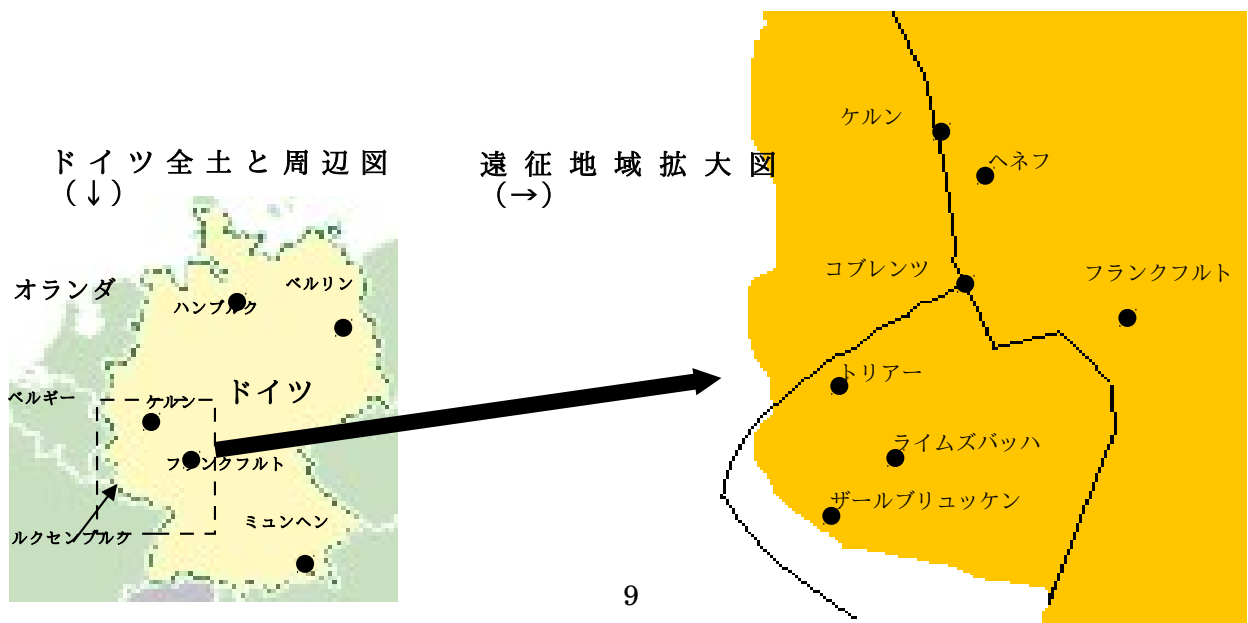 ドイツ全土と周辺図
（↓）
オランダ
ハンブルク
ベルリン
ベルギー
ケルン
ドイツ
フランクフルト
ルクセンブルク
ミュンヘン
遠征地域拡大図
（→）
ケルン
ヘネフ
コブレンツ
フランクフルト
トリアー
ライムズバッハ
ザールブリュッケン
9